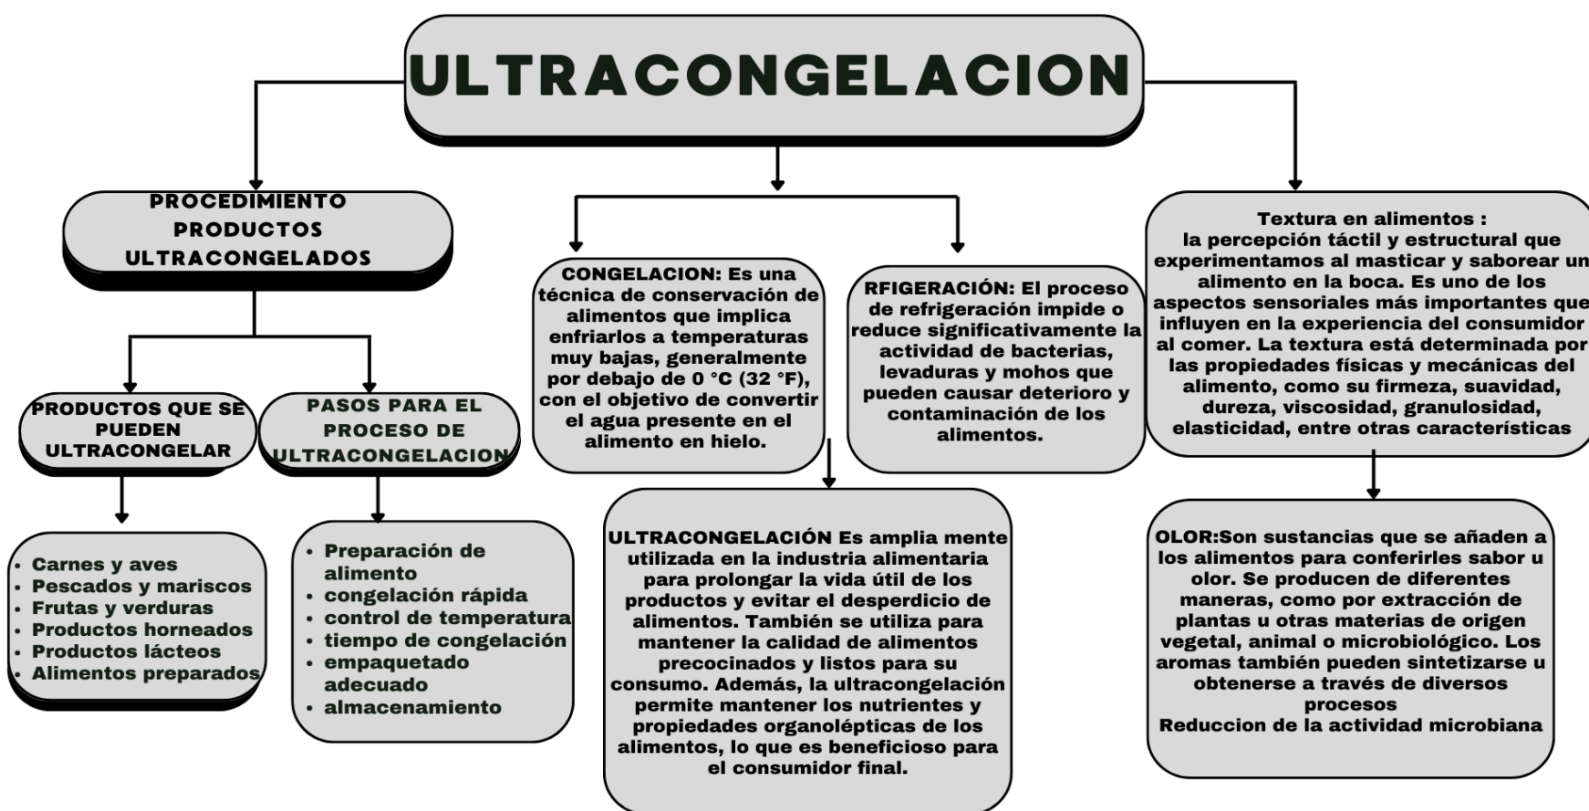 ULTRACONGELACION
PROCEDIMIENTO
PRODUCTOS
ULTRACONGELADOS
PRODUCTOS QUE SE
PUEDEN
ULTRACONGELAR
• Carnes y aves
• Pescados y mariscos
• Frutas y verduras
• Productos horneados
• Productos lácteos
• Alimentos preparados
PASOS PARA EL
PROCESO DE
ULTRACONGELACION
• Preparación de
alimento
• congelación rápida
• control de temperatura
• tiempo de congelación
• empaquetado
adecuado
• almacenamiento
CONGELACION: Es una
técnica de conservación de
alimentos que implica
enfriarlos a temperaturas
muy bajas, generalmente
por debajo de 0 °C (32 °F),
con el objetivo de convertir
el agua presente en el
alimento en hielo.
RFIGERACIÓN: El proceso
de refrigeración impide o
reduce significativamente la
actividad de bacterias,
levaduras y mohos que
pueden causar deterioro y
contaminación de los
alimentos.
ULTRACONGELACIÓN Es amplia mente
utilizada en la industria alimentaria
para prolongar la vida útil de los
productos y evitar el desperdicio de
alimentos. También se utiliza para
mantener la calidad de alimentos
precocinados y listos para su
consumo. Además, la ultracongelación
permite mantener los nutrientes y
propiedades organolépticas de los
alimentos, lo que es beneficioso para
el consumidor final.
Textura en alimentos :
la percepción táctil y estructural que
experimentamos al masticar y saborear un
alimento en la boca. Es uno de los
aspectos sensoriales más importantes que
influyen en la experiencia del consumidor
al comer. La textura está determinada por
las propiedades físicas y mecánicas del
alimento, como su firmeza, suavidad,
dureza, viscosidad, granulosidad,
elasticidad, entre otras características
OLOR:Son sustancias que se añaden a
los alimentos para conferirles sabor u
olor. Se producen de diferentes
maneras, como por extracción de
plantas u otras materias de origen
vegetal, animal o microbiológico. Los
aromas también pueden sintetizarse u
obtenerse a través de diversos
procesos
Reduccion de la actividad microbiana